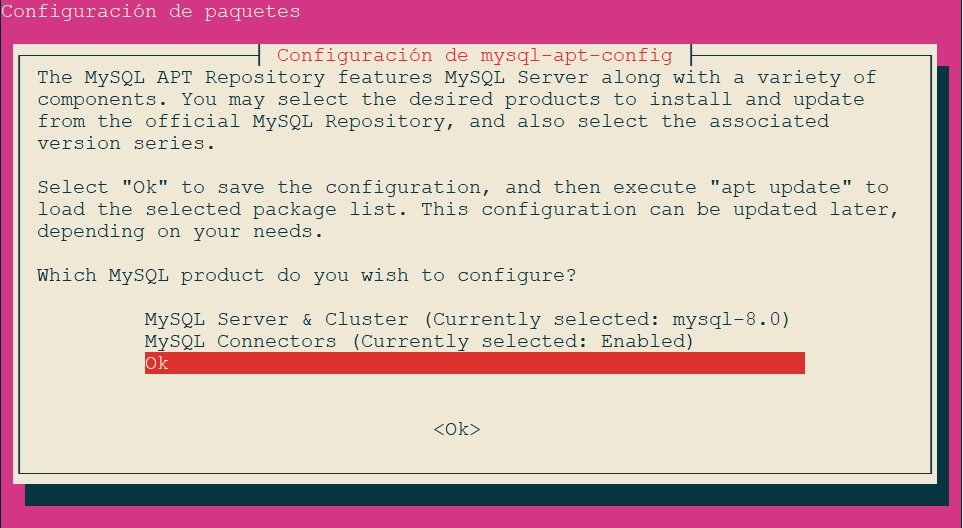 Configuración de paquetes
Configuración de mysql-apt-config
The MySQL APT Repository features MySQL Server along with a variety of
components. You may select the desired products to install and update
from the official MySQL Repository, and also select the associated
version series.
Select "Ok" to save the configuration, and then execute "apt update" to
load the selected package list. This configuration can be updated later,
depending on your needs.
Which MySQL product do you wish to configure?
MySQL Server & Cluster (Currently selected: mysql-8.0)
MySQL Connectors (Currently selected: Enabled)
Ok
<Ok>